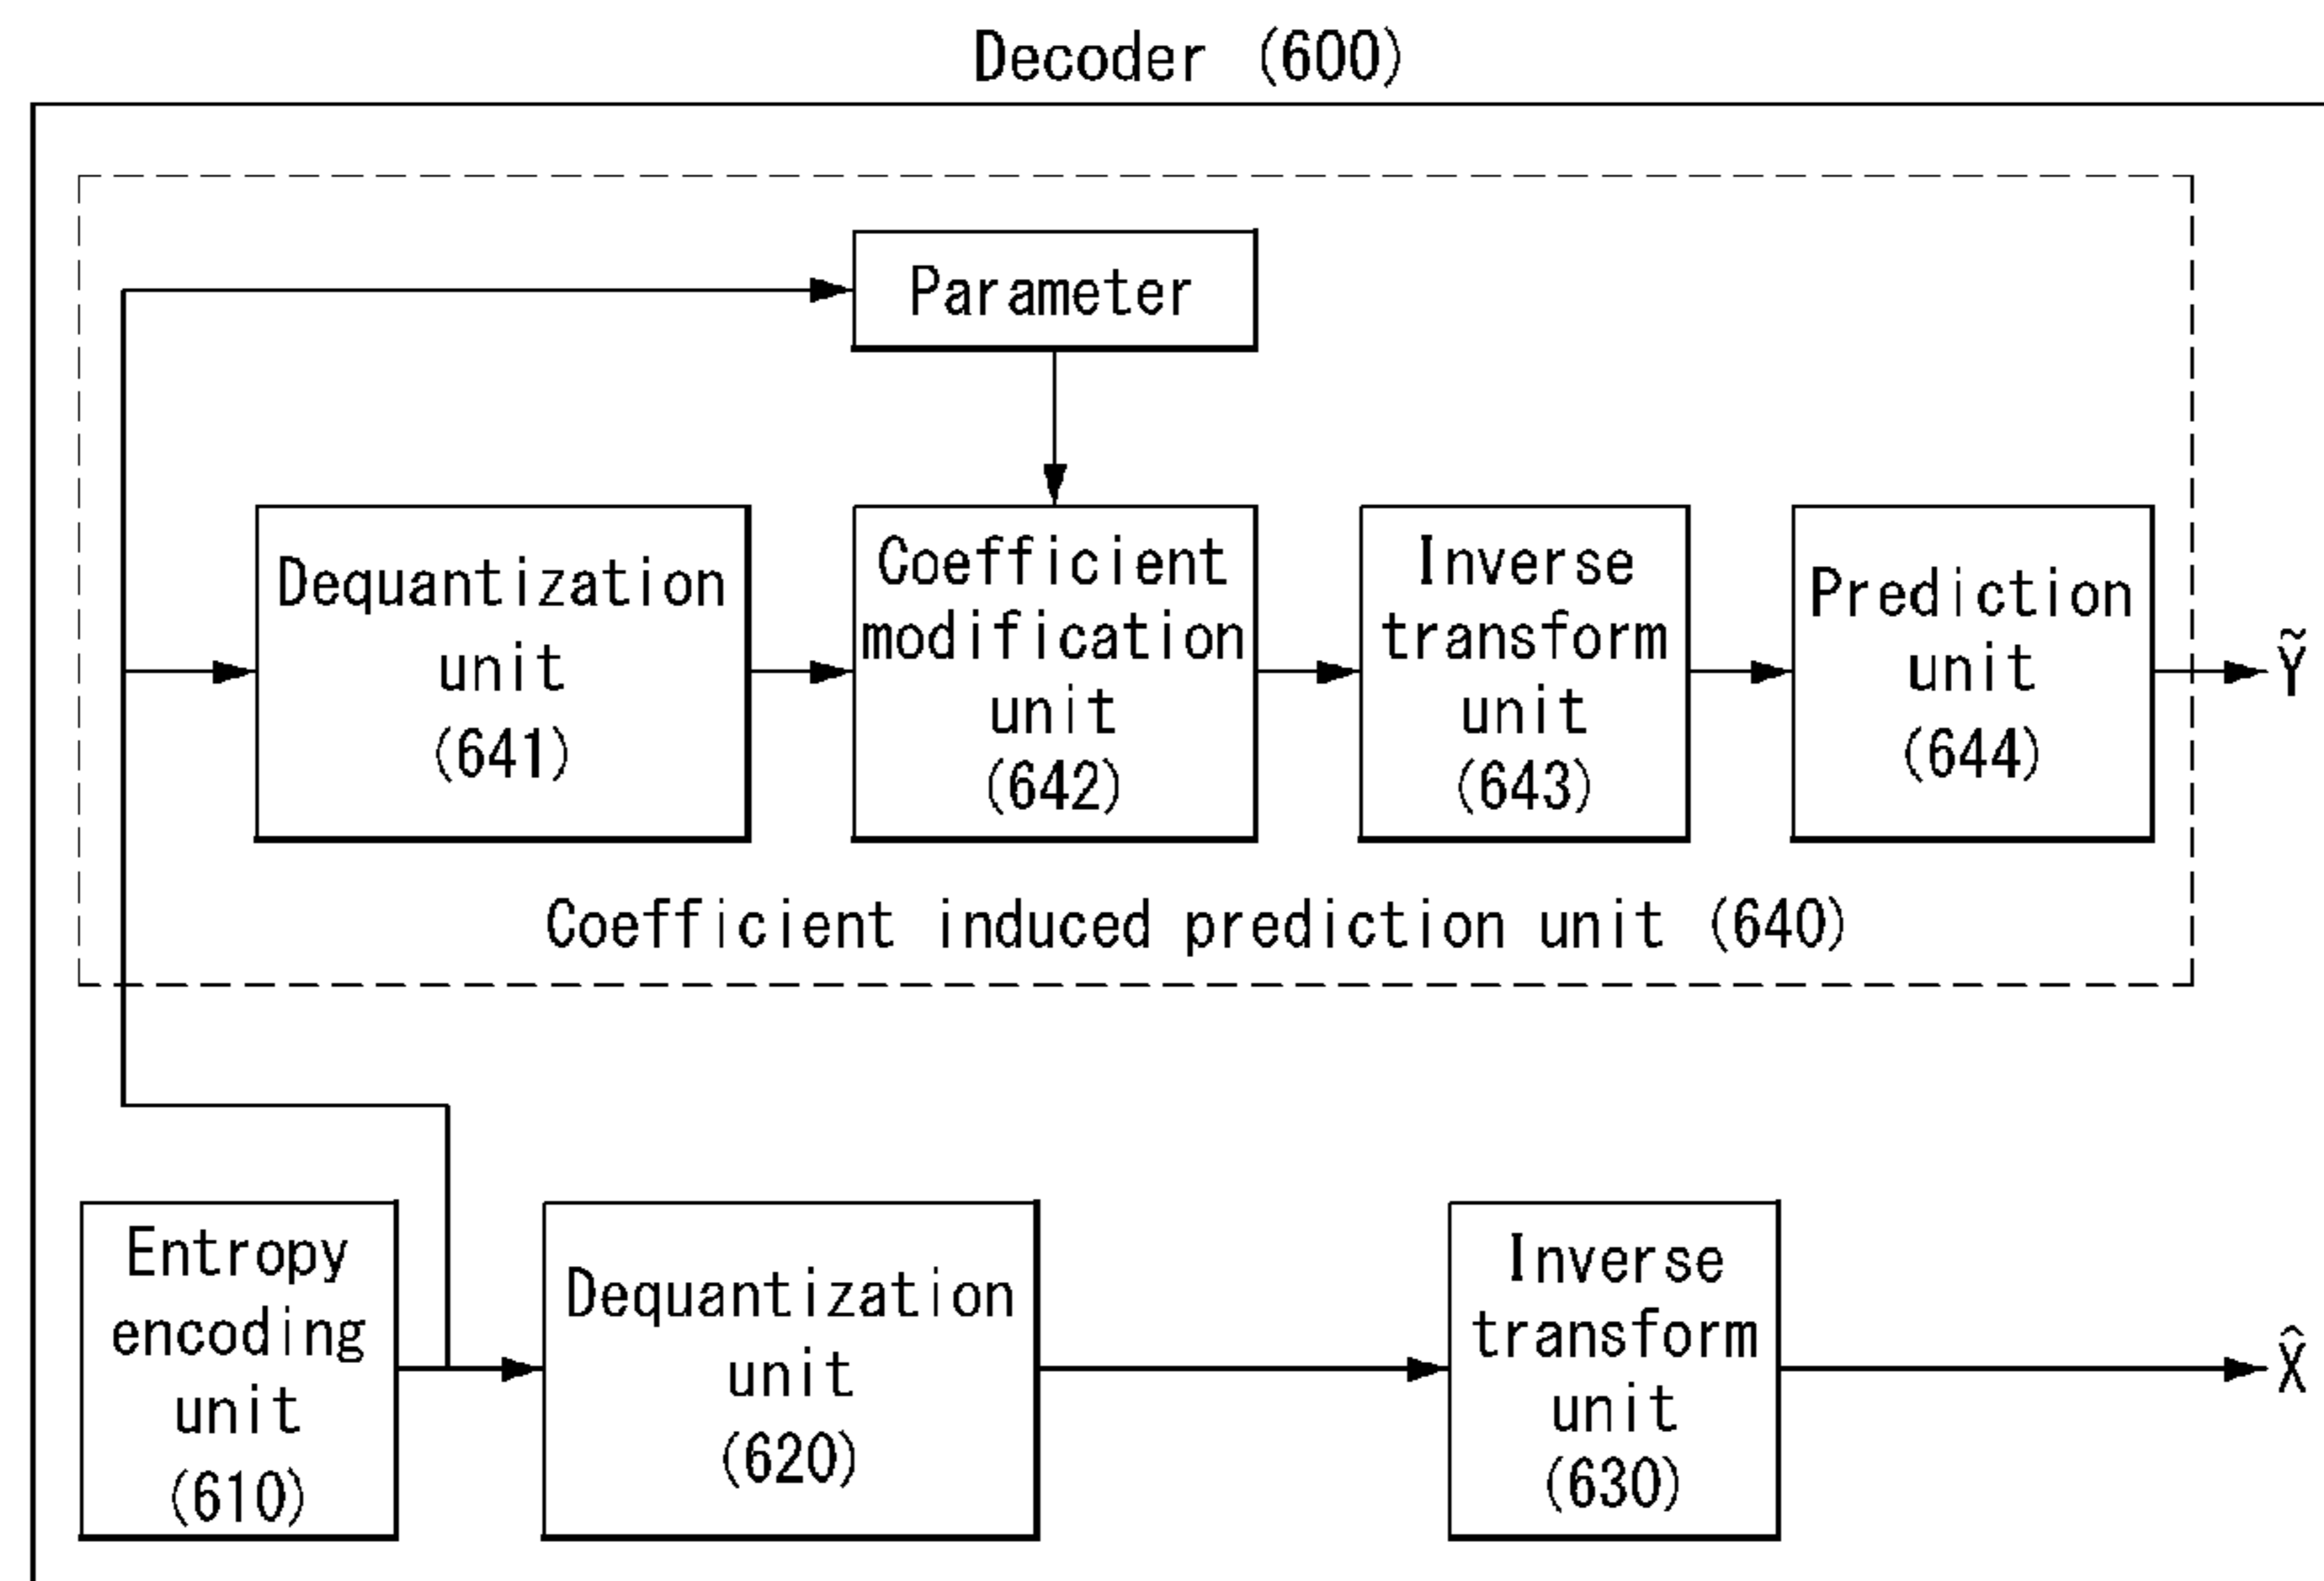 Decoder (600)
Parameter
Dequantization
unit
(641)
Coefficient
modification
unit
(642)
Inverse
transform
unit
(643)
Prediction
unit
(644)
Ỹ
Coefficient induced prediction unit (640)
Entropy
encoding
unit
(610)
Dequantization
unit
(620)
Inverse
transform
unit
(630)
X̂